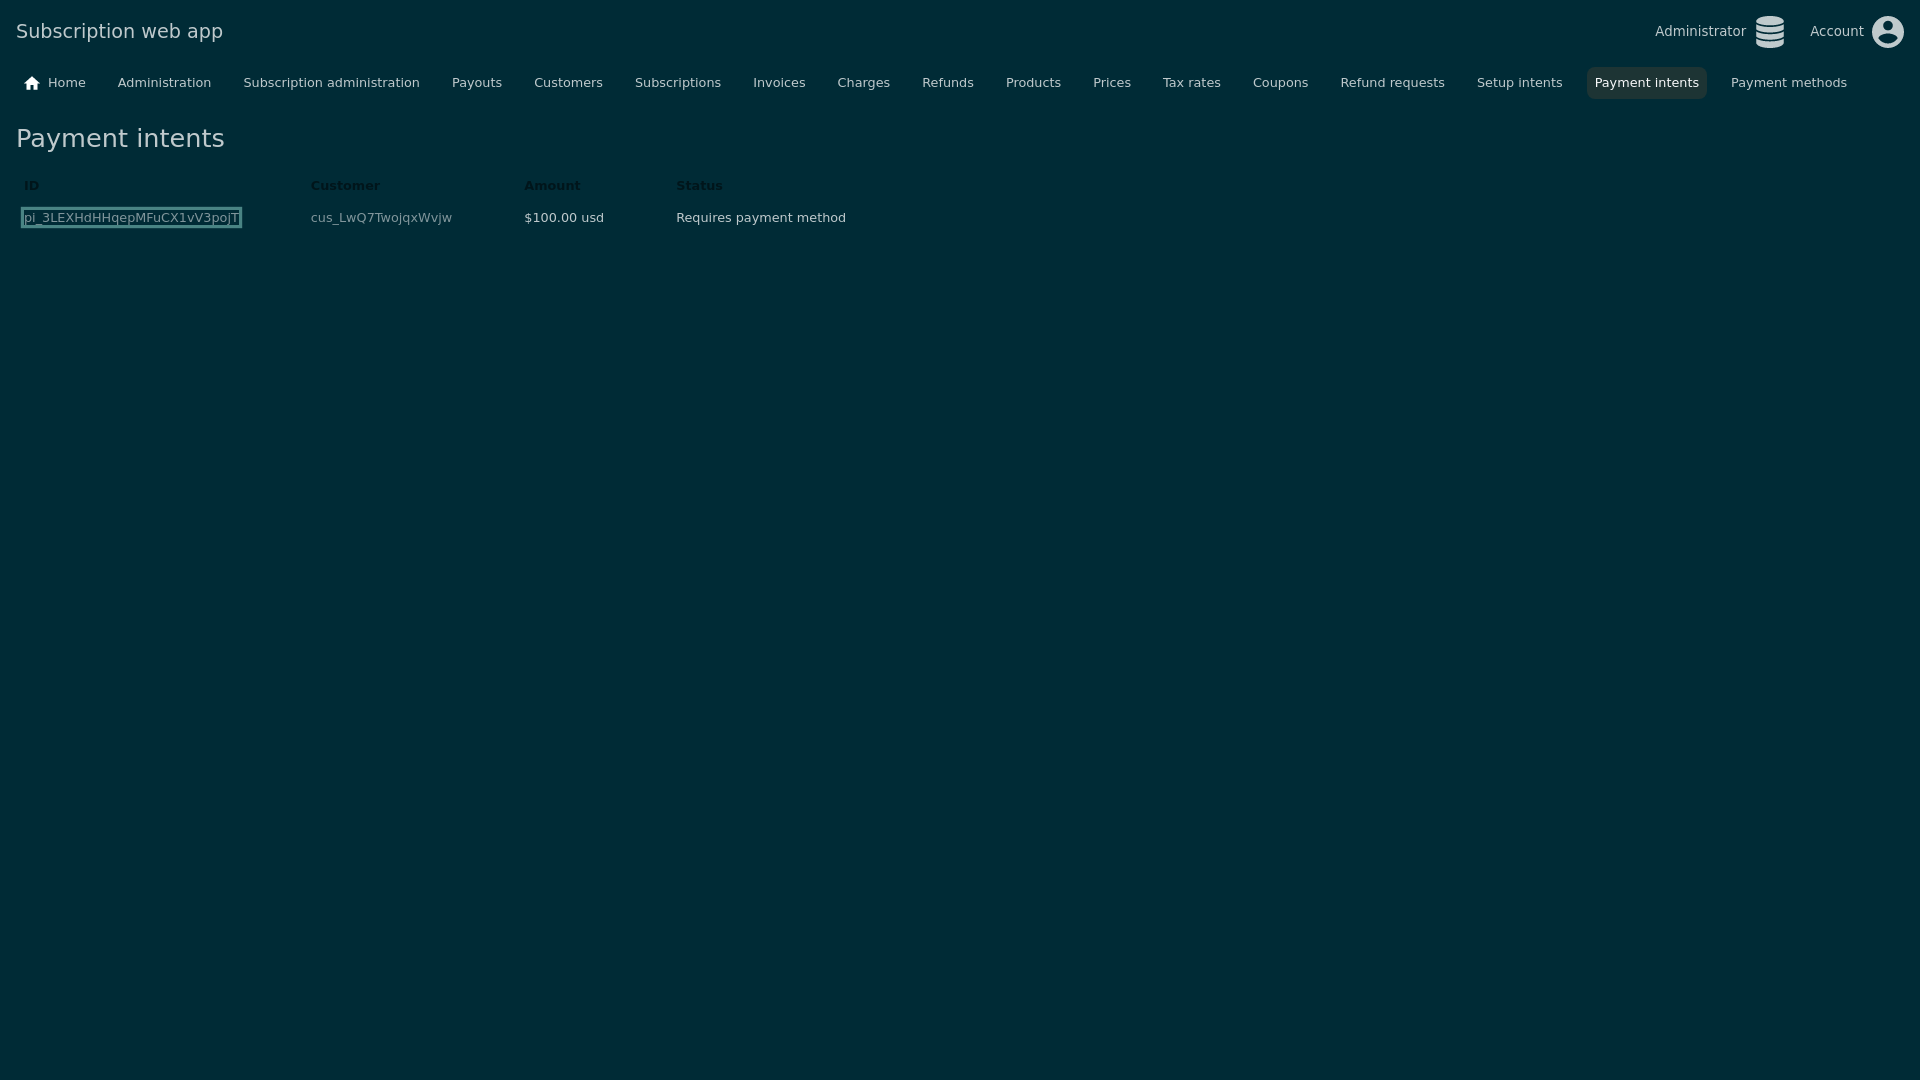 Subscription web app
Administrator
Account
Home Administration Subscription administration Payouts Customers Subscriptions Invoices Charges Refunds Products Prices Tax rates Coupons Refund requests Setup intents Payment intents Payment methods
Payment intents
ID Customer Amount Status
pi_3LEXHdHHqepMFuCX1vV3pojT cus_LwQ7TwojqxWvjw $100.00 usd Requires payment method